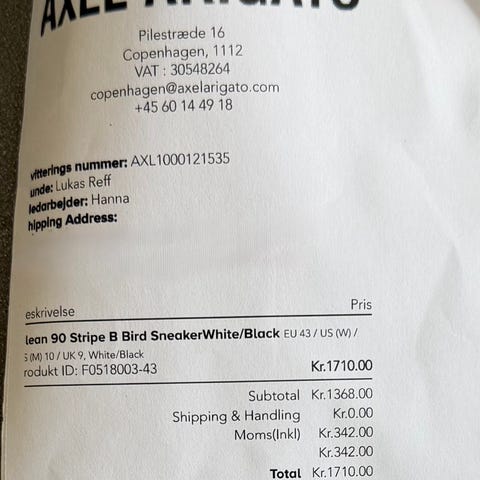 AXEL ARIGATO
Pilestræde 16
Copenhagen, 1112
VAT : 30548264
copenhagen@axelarigato.com
+45 60 14 49 18
vitterings nummer: AXL1000121535
unde: Lukas Reff
ledarbejder: Hanna
hipping Address:
eskrivelse Pris
lean 90 Stripe B Bird SneakerWhite/Black EU 43 / US (W) /
S (M) 10 / UK 9, White/Black
rodukt ID: F0518003-43 Kr.1710.00
Subtotal Kr.1368.00
Shipping & Handling Kr.0.00
Moms(Inkl) Kr.342.00
Kr.342.00
Total Kr.1710.00